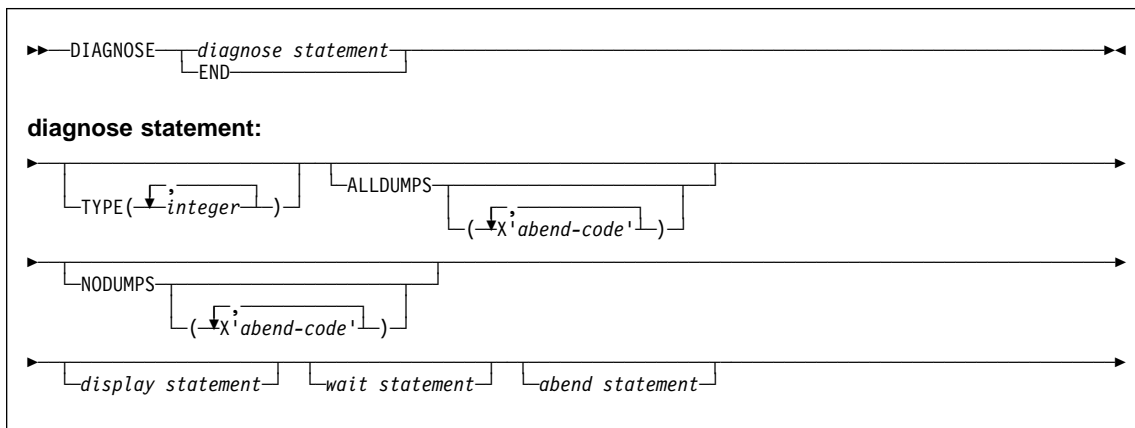 DIAGNOSE diagnose statement
END
diagnose statement:
,
TYPE( integer )
ALLDUMPS
,
( X'abend-code' )
NODUMPS
,
( X'abend-code' )
display statement wait statement abend statement